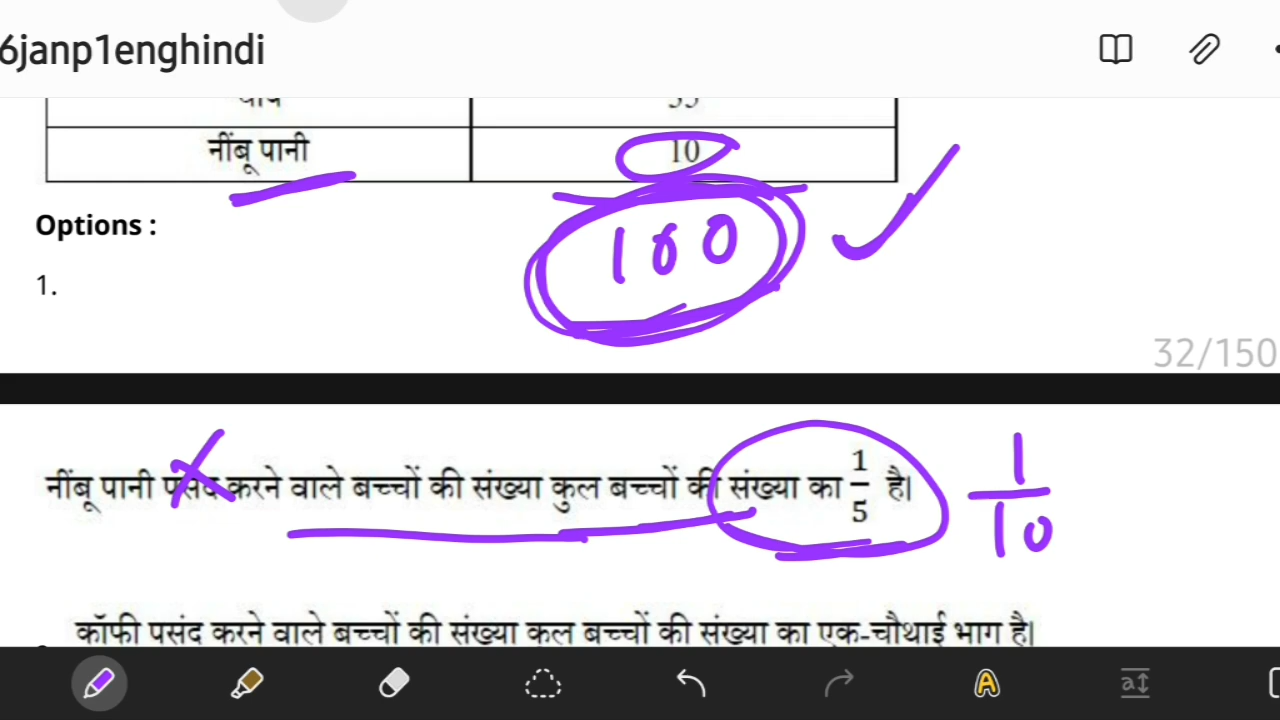 6janp1enghindi
चाय 35
नींबू पानी 10
Options :
100
1.
32/150
नींबू पानी पसंद करने वाले बच्चों की संख्या कुल बच्चों की संख्या का 1/5 है। 1/10
कॉफी पसंद करने वाले बच्चों की संख्या कुल बच्चों की संख्या का एक-चौथाई भाग है।
A
a